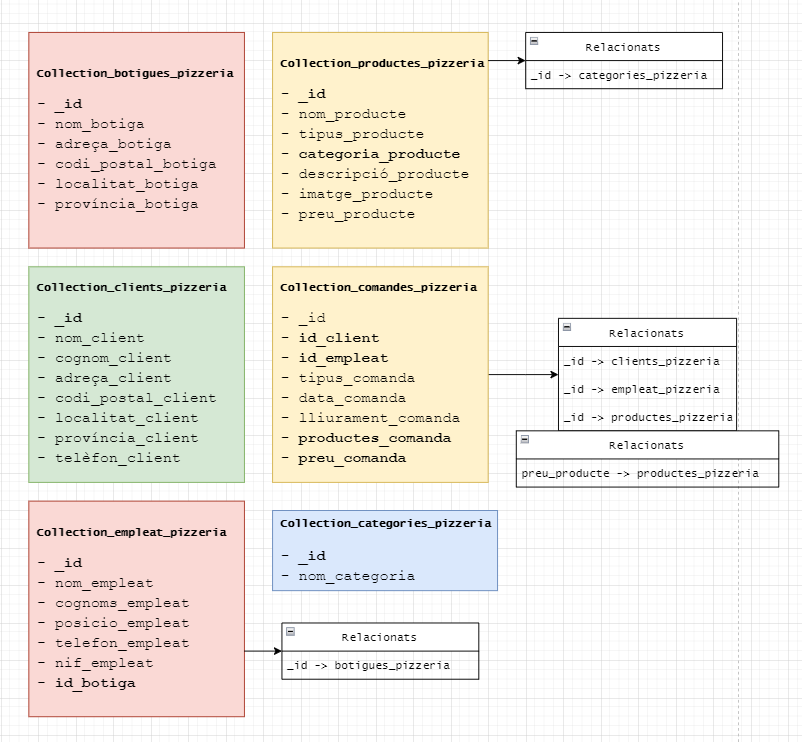 Collection_botigues_pizzeria
- _id
- nom_botiga
- adreça_botiga
- codi_postal_botiga
- localitat_botiga
- província_botiga
Collection_productes_pizzeria
- _id
- nom_producte
- tipus_producte
- categoria_producte
- descripció_producte
- imatge_producte
- preu_producte
Relacionats
_id -> categories_pizzeria
Collection_clients_pizzeria
- _id
- nom_client
- cognom_client
- adreça_client
- codi_postal_client
- localitat_client
- província_client
- telèfon_client
Collection_comandes_pizzeria
- _id
- id_client
- id_empleat
- tipus_comanda
- data_comanda
- lliurament_comanda
- productes_comanda
- preu_comanda
Relacionats
_id -> clients_pizzeria
_id -> empleat_pizzeria
_id -> productes_pizzeria
Relacionats
preu_producte -> productes_pizzeria
Collection_empleat_pizzeria
- _id
- nom_empleat
- cognoms_empleat
- posicio_empleat
- telefon_empleat
- nif_empleat
- id_botiga
Collection_categories_pizzeria
- _id
- nom_categoria
Relacionats
_id -> botigues_pizzeria